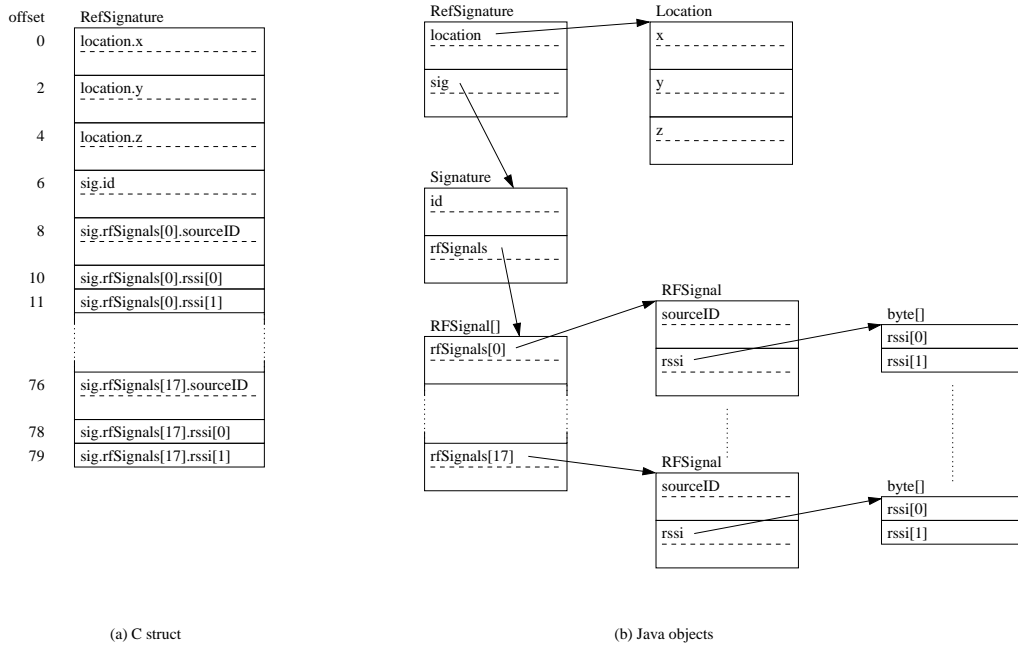 offset
RefSignature
0
location.x
2
location.y
4
location.z
6
sig.id
8
sig.rfSignals[0].sourceID
10
sig.rfSignals[0].rssi[0]
11
sig.rfSignals[0].rssi[1]
76
sig.rfSignals[17].sourceID
78
sig.rfSignals[17].rssi[0]
79
sig.rfSignals[17].rssi[1]
(a) C struct
RefSignature
location
sig
Location
x
y
z
Signature
id
rfSignals
RFSignal[]
rfSignals[0]
rfSignals[17]
RFSignal
sourceID
rssi
byte[]
rssi[0]
rssi[1]
RFSignal
sourceID
rssi
byte[]
rssi[0]
rssi[1]
(b) Java objects